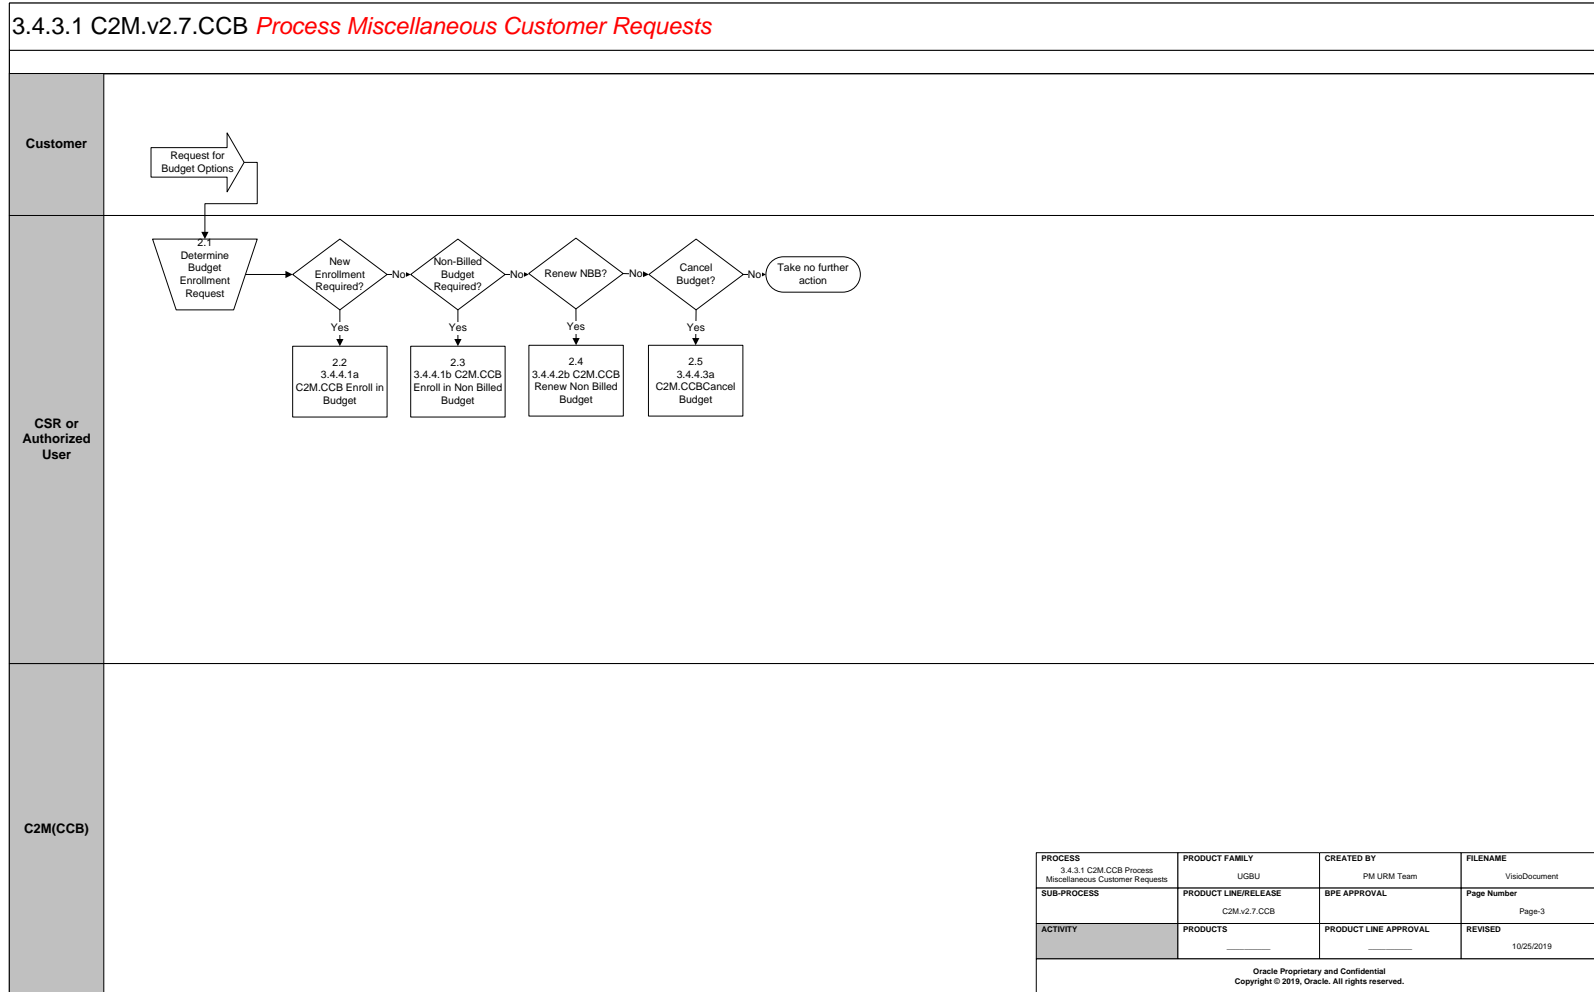 3.4.3.1 C2M.v2.7.CCB Process Miscellaneous Customer Requests
Customer
Request for
Budget Options
CSR or
Authorized
User
2.1
Determine
Budget
Enrollment
Request
New
Enrollment
Required?
No
Non-Billed
Budget
Required?
No
Renew NBB?
No
Cancel
Budget?
No
Take no further
action
Yes
Yes
Yes
Yes
2.2
3.4.4.1a
C2M.CCB Enroll in
Budget
2.3
3.4.4.1b C2M.CCB
Enroll in Non Billed
Budget
2.4
3.4.4.2b C2M.CCB
Renew Non Billed
Budget
2.5
3.4.4.3a
C2M.CCBCancel
Budget
C2M(CCB)
PROCESS
3.4.3.1 C2M.CCB Process
Miscellaneous Customer Requests
PRODUCT FAMILY
UGBU
CREATED BY
PM URM Team
FILENAME
VisioDocument
SUB-PROCESS
PRODUCT LINE/RELEASE
C2M.v2.7.CCB
BPE APPROVAL
Page Number
Page-3
ACTIVITY
PRODUCTS
PRODUCT LINE APPROVAL
REVISED
10/25/2019
Oracle Proprietary and Confidential
Copyright © 2019, Oracle. All rights reserved.